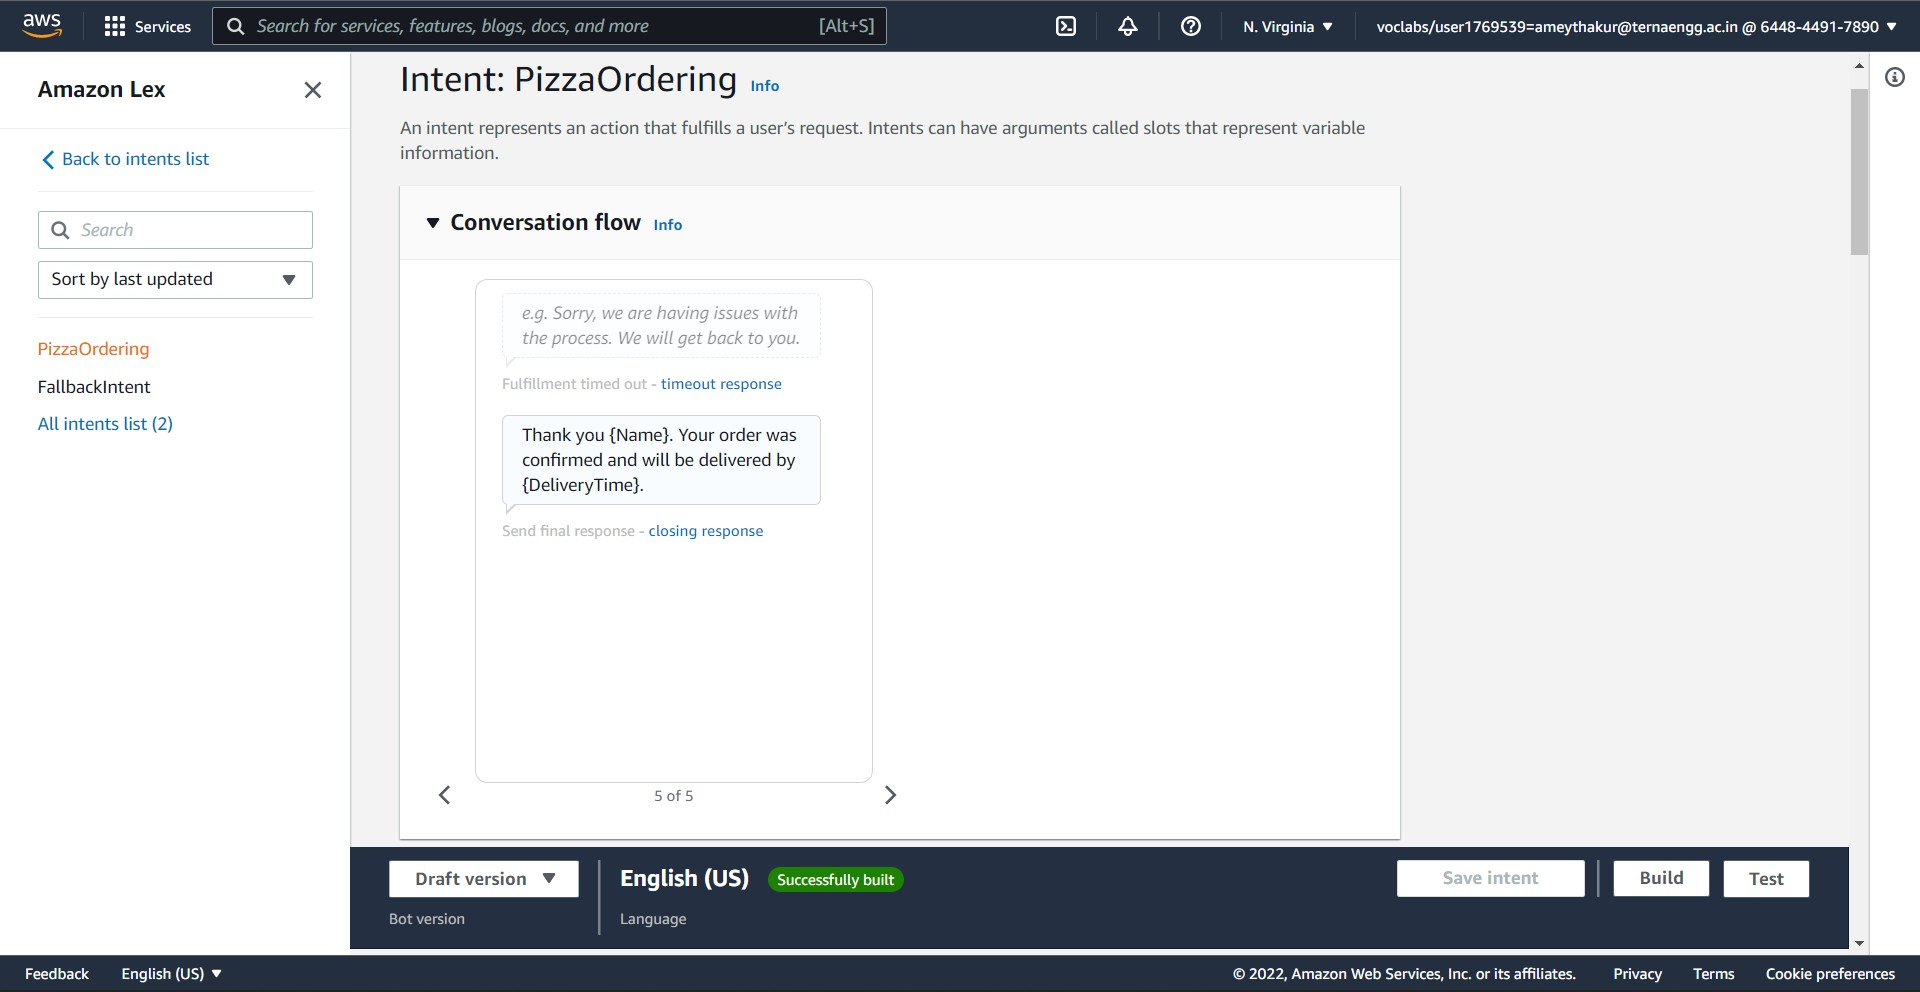 aws
Services
Search for services, features, blogs, docs, and more
[Alt+S]
N. Virginia
voclabs/user1769539=ameythakur@ternaengg.ac.in @ 6448-4491-7890
Amazon Lex
Back to intents list
Search
Sort by last updated
PizzaOrdering
FallbackIntent
All intents list (2)
Intent: PizzaOrdering Info
An intent represents an action that fulfills a user’s request. Intents can have arguments called slots that represent variable
information.
Conversation flow Info
e.g. Sorry, we are having issues with
the process. We will get back to you.
Fulfillment timed out - timeout response
Thank you {Name}. Your order was
confirmed and will be delivered by
{DeliveryTime}.
Send final response - closing response
5 of 5
Draft version
Bot version
English (US) Successfully built
Language
Save intent
Build
Test
Feedback
English (US)
© 2022, Amazon Web Services, Inc. or its affiliates.
Privacy
Terms
Cookie preferences